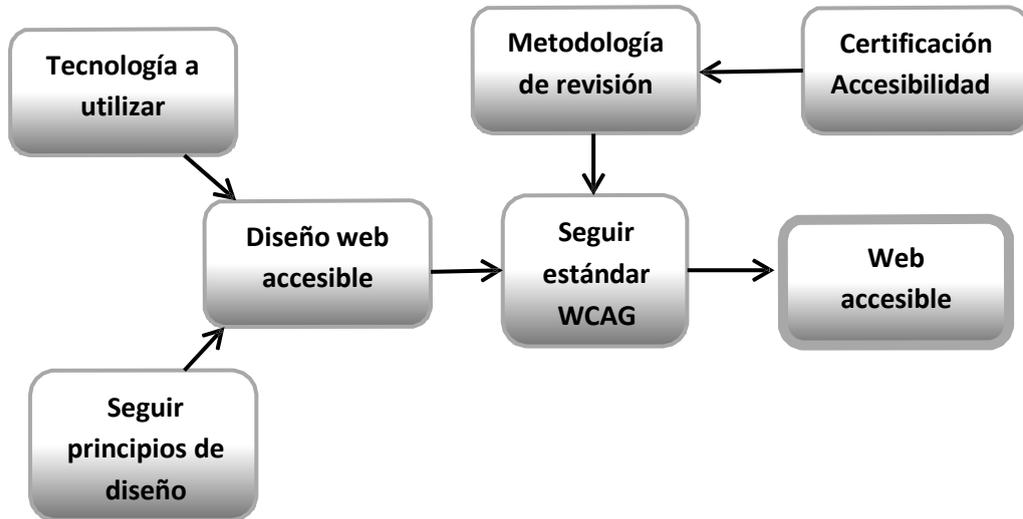 Tecnología a
utilizar
Metodología
de revisión
Certificación
Accesibilidad
Diseño web
accesible
Seguir
estándar
WCAG
Web
accesible
Seguir
principios de
diseño